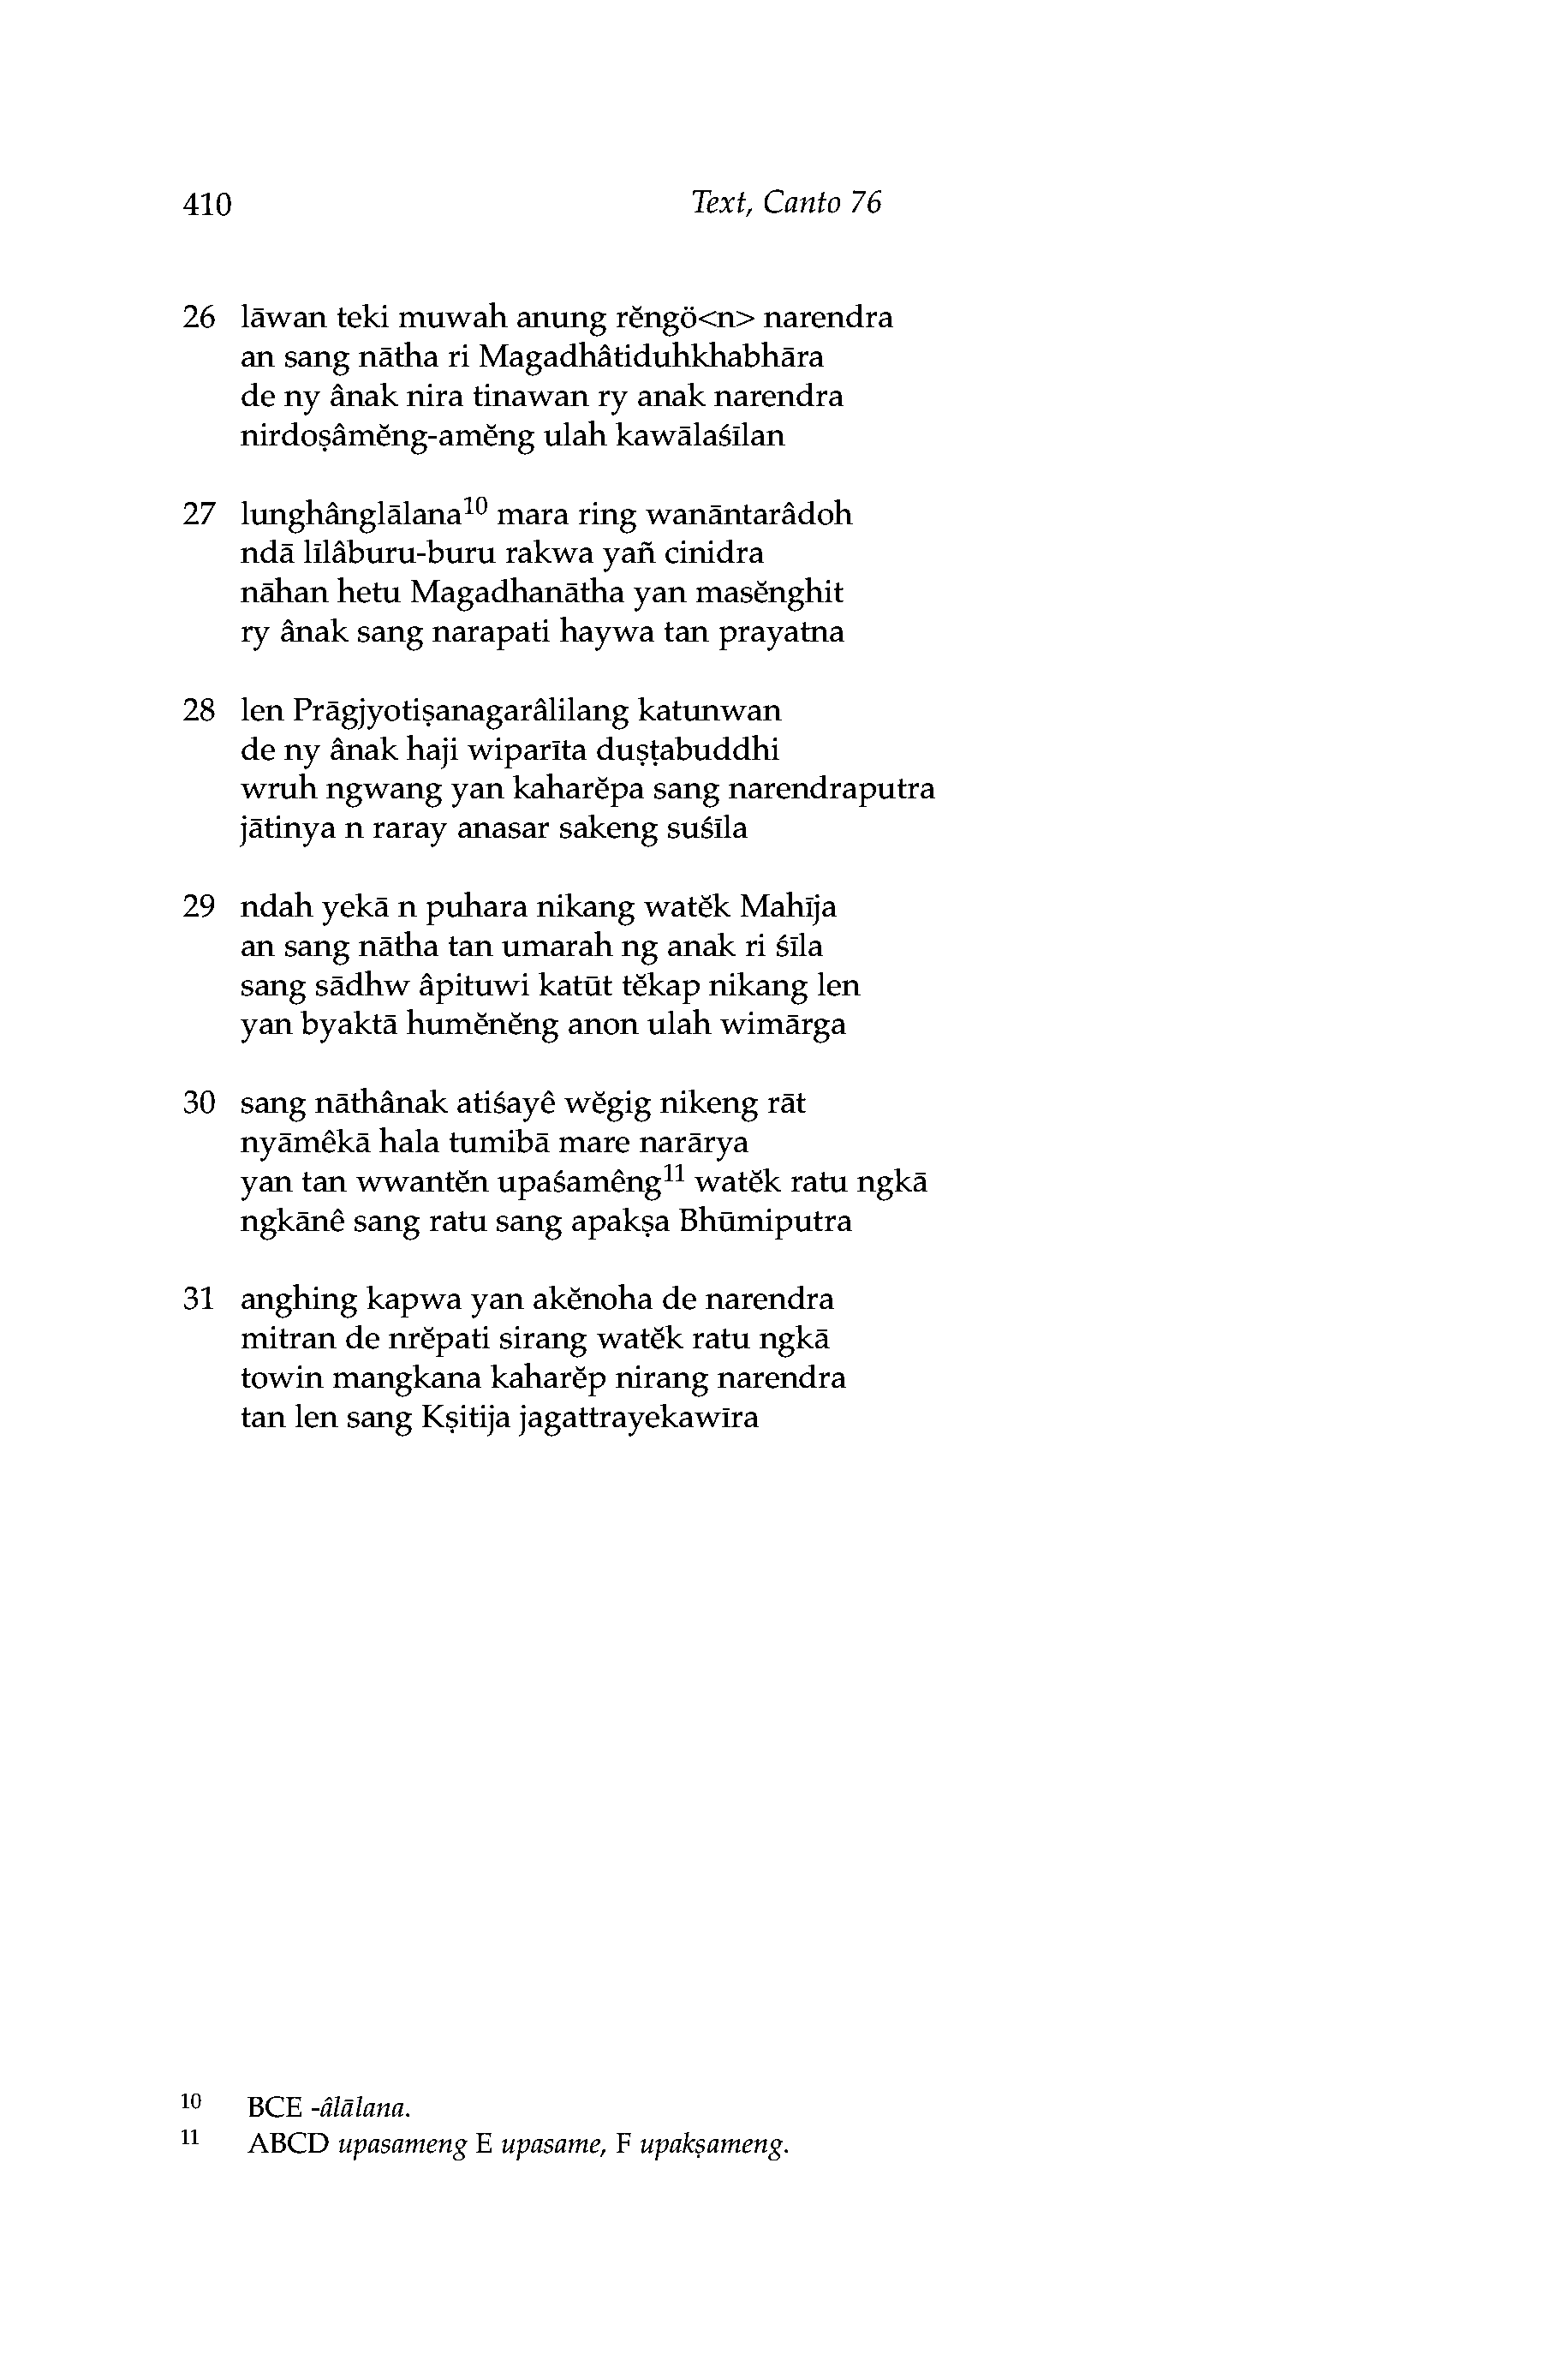 410 Text, Canto 76
26 lāwan teki muwah anung rĕngö<n> narendra
an sang nātha ri Magadhâtiduhkhabhāra
de ny ânak nira tinawan ry anak narendra
nirdoṣâmĕng-amĕng ulah kawālaśīlan
27 lunghânglālana10 mara ring wanāntarâdoh
ndā līlâburu-buru rakwa yañ cinidra
nāhan hetu Magadhanātha yan masĕnghit
ry ânak sang narapati haywa tan prayatna
28 len Prāgjyotiṣanagarâlilang katunwan
de ny ânak haji wiparīta duṣṭabuddhi
wruh ngwang yan kaharĕpa sang narendraputra
jātinya n raray anasar sakeng suśīla
29 ndah yekā n puhara nikang watĕk Mahīja
an sang nātha tan umarah ng anak ri śīla
sang sādhw âpituwi katūt tĕkap nikang len
yan byaktā humĕnĕng anon ulah wimārga
30 sang nāthânak atiśayê wĕgig nikeng rāt
nyāmêkā hala tumibā mare narārya
yan tan wwantĕn upaśamêng11 watĕk ratu ngkā
ngkānê sang ratu sang apakṣa Bhūmiputra
31 anghing kapwa yan akĕnoha de narendra
mitran de nrĕpati sirang watĕk ratu ngkā
towin mangkana kaharĕp nirang narendra
tan len sang Kṣitija jagattrayekawīra
10 BCE -âlālana.
11 ABCD upasameng E upasame, F upakṣameng.